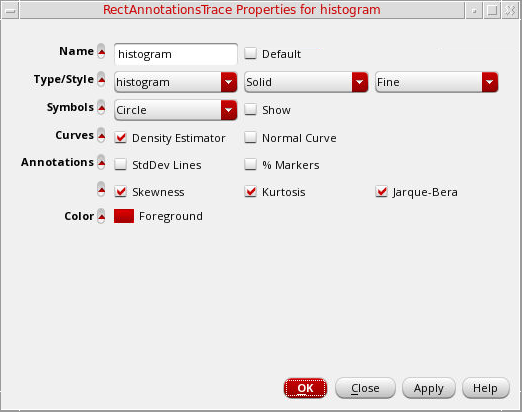 RectAnnotationsTrace Properties for histogram
Name histogram Default
Type/Style histogram Solid Fine
Symbols Circle Show
Curves Density Estimator Normal Curve
Annotations StdDev Lines % Markers
Skewness Kurtosis Jarque-Bera
Color Foreground
OK Close Apply Help